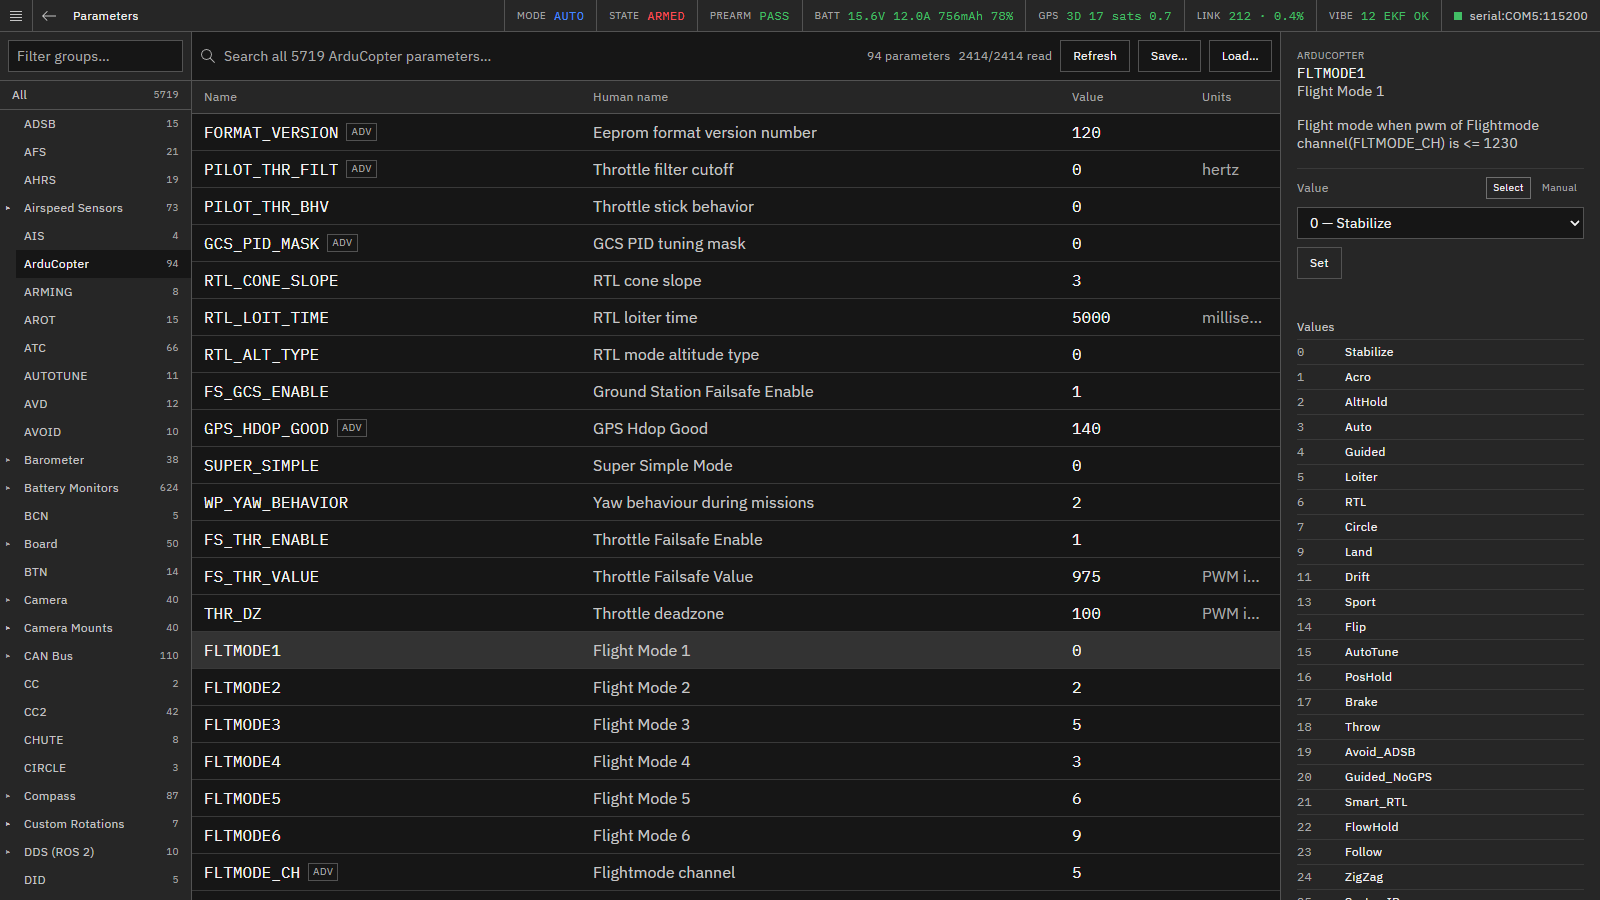 Parameters
MODE AUTO STATE ARMED PREARM PASS BATT 15.6V 12.0A 756mAh 78% GPS 3D 17 sats 0.7 LINK 212 · 0.4% VIBE 12 EKF OK serial:COM5:115200
Filter groups...
All 5719
ADSB 15
AFS 21
AHRS 19
Airspeed Sensors 73
AIS 4
ArduCopter 94
ARMING 8
AROT 15
ATC 66
AUTOTUNE 11
AVD 12
AVOID 10
Barometer 38
Battery Monitors 624
BCN 5
Board 50
BTN 14
Camera 40
Camera Mounts 40
CAN Bus 110
CC 2
CC2 42
CHUTE 8
CIRCLE 3
Compass 87
Custom Rotations 7
DDS (ROS 2) 10
DID 5
Search all 5719 ArduCopter parameters...
94 parameters 2414/2414 read Refresh Save... Load...
Name Human name Value Units
FORMAT_VERSION ADV Eeprom format version number 120
PILOT_THR_FILT ADV Throttle filter cutoff 0 hertz
PILOT_THR_BHV Throttle stick behavior 0
GCS_PID_MASK ADV GCS PID tuning mask 0
RTL_CONE_SLOPE RTL cone slope 3
RTL_LOIT_TIME RTL loiter time 5000 millise...
RTL_ALT_TYPE RTL mode altitude type 0
FS_GCS_ENABLE Ground Station Failsafe Enable 1
GPS_HDOP_GOOD ADV GPS Hdop Good 140
SUPER_SIMPLE Super Simple Mode 0
WP_YAW_BEHAVIOR Yaw behaviour during missions 2
FS_THR_ENABLE Throttle Failsafe Enable 1
FS_THR_VALUE Throttle Failsafe Value 975 PWM i...
THR_DZ Throttle deadzone 100 PWM i...
FLTMODE1 Flight Mode 1 0
FLTMODE2 Flight Mode 2 2
FLTMODE3 Flight Mode 3 5
FLTMODE4 Flight Mode 4 3
FLTMODE5 Flight Mode 5 6
FLTMODE6 Flight Mode 6 9
FLTMODE_CH ADV Flightmode channel 5
ARDUCOPTER
FLTMODE1
Flight Mode 1
Flight mode when pwm of Flightmode
channel(FLTMODE_CH) is <= 1230
Value Select Manual
0 — Stabilize
Set
Values
0 Stabilize
1 Acro
2 AltHold
3 Auto
4 Guided
5 Loiter
6 RTL
7 Circle
9 Land
11 Drift
13 Sport
14 Flip
15 AutoTune
16 PosHold
17 Brake
18 Throw
19 Avoid_ADSB
20 Guided_NoGPS
21 Smart_RTL
22 FlowHold
23 Follow
24 ZigZag